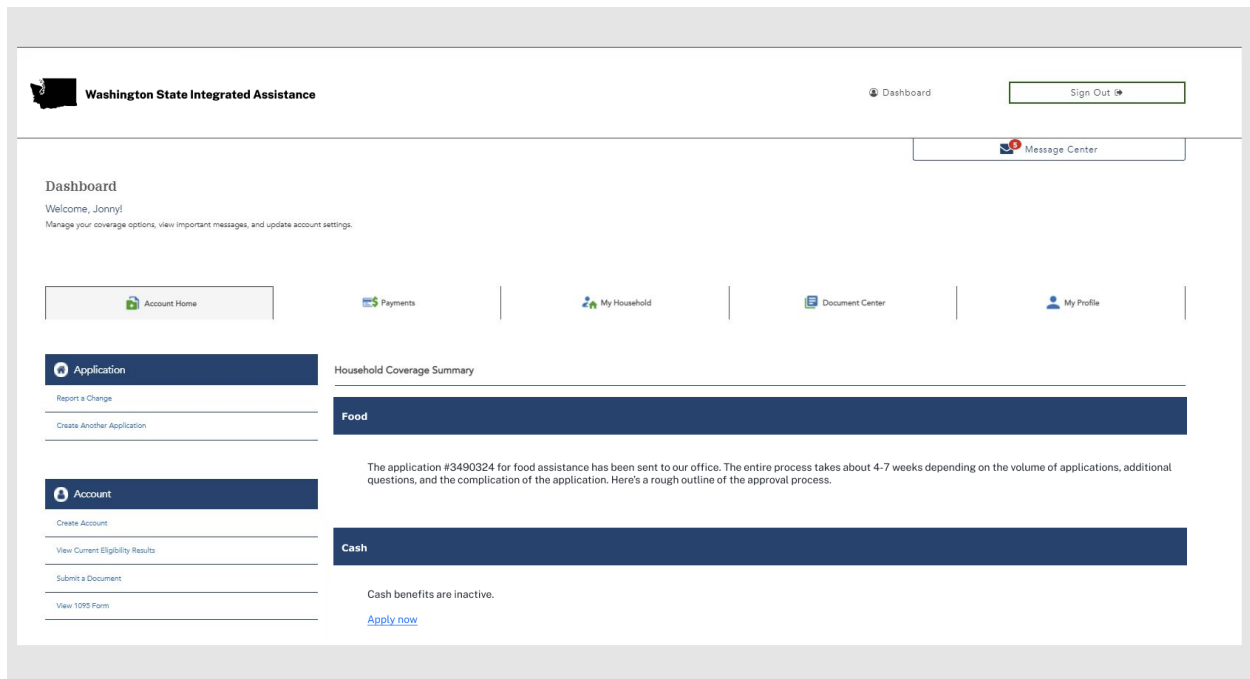 Washington State Integrated Assistance
Dashboard
Sign Out
5
Message Center
Dashboard
Welcome, Jonny!
Manage your coverage options, view important messages, and update account settings.
Account Home
$ Payments
My Household
Document Center
My Profile
Application
Report a Change
Create Another Application
Account
Create Account
View Current Eligibility Results
Submit a Document
View 1095 Form
Household Coverage Summary
Food
The application #3490324 for food assistance has been sent to our office. The entire process takes about 4-7 weeks depending on the volume of applications, additional
questions, and the complication of the application. Here's a rough outline of the approval process.
Cash
Cash benefits are inactive.
Apply now